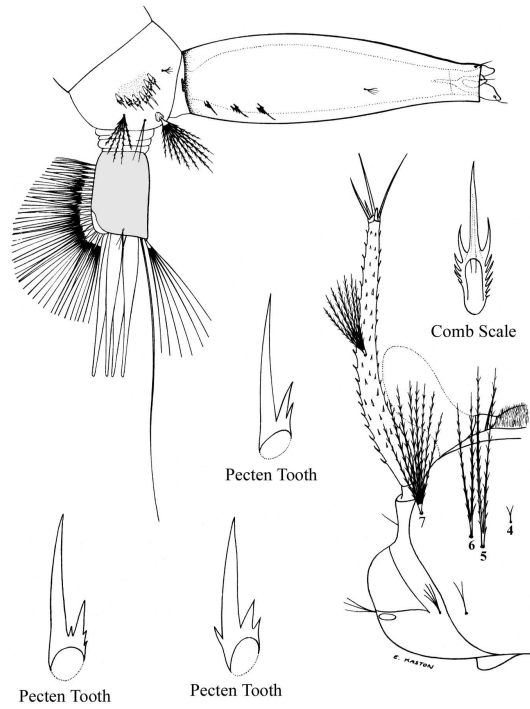 Comb Scale
Pecten Tooth
7
6
5
4
E. KASTON
Pecten Tooth
Pecten Tooth